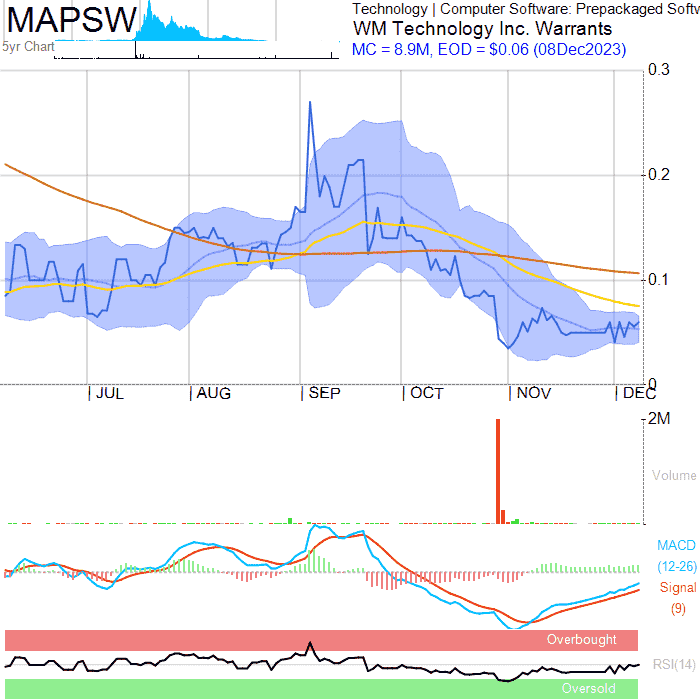 MAPSW
Technology | Computer Software: Prepackaged Softw
WM Technology Inc. Warrants
5yr Chart
MC = 8.9M, EOD = $0.06 (08Dec2023)
0.3
0.2
0.1
0
JUL AUG SEP OCT NOV DEC
2M
Volume
MACD
(12-26)
Signal
(9)
Overbought
RSI(14)
Oversold